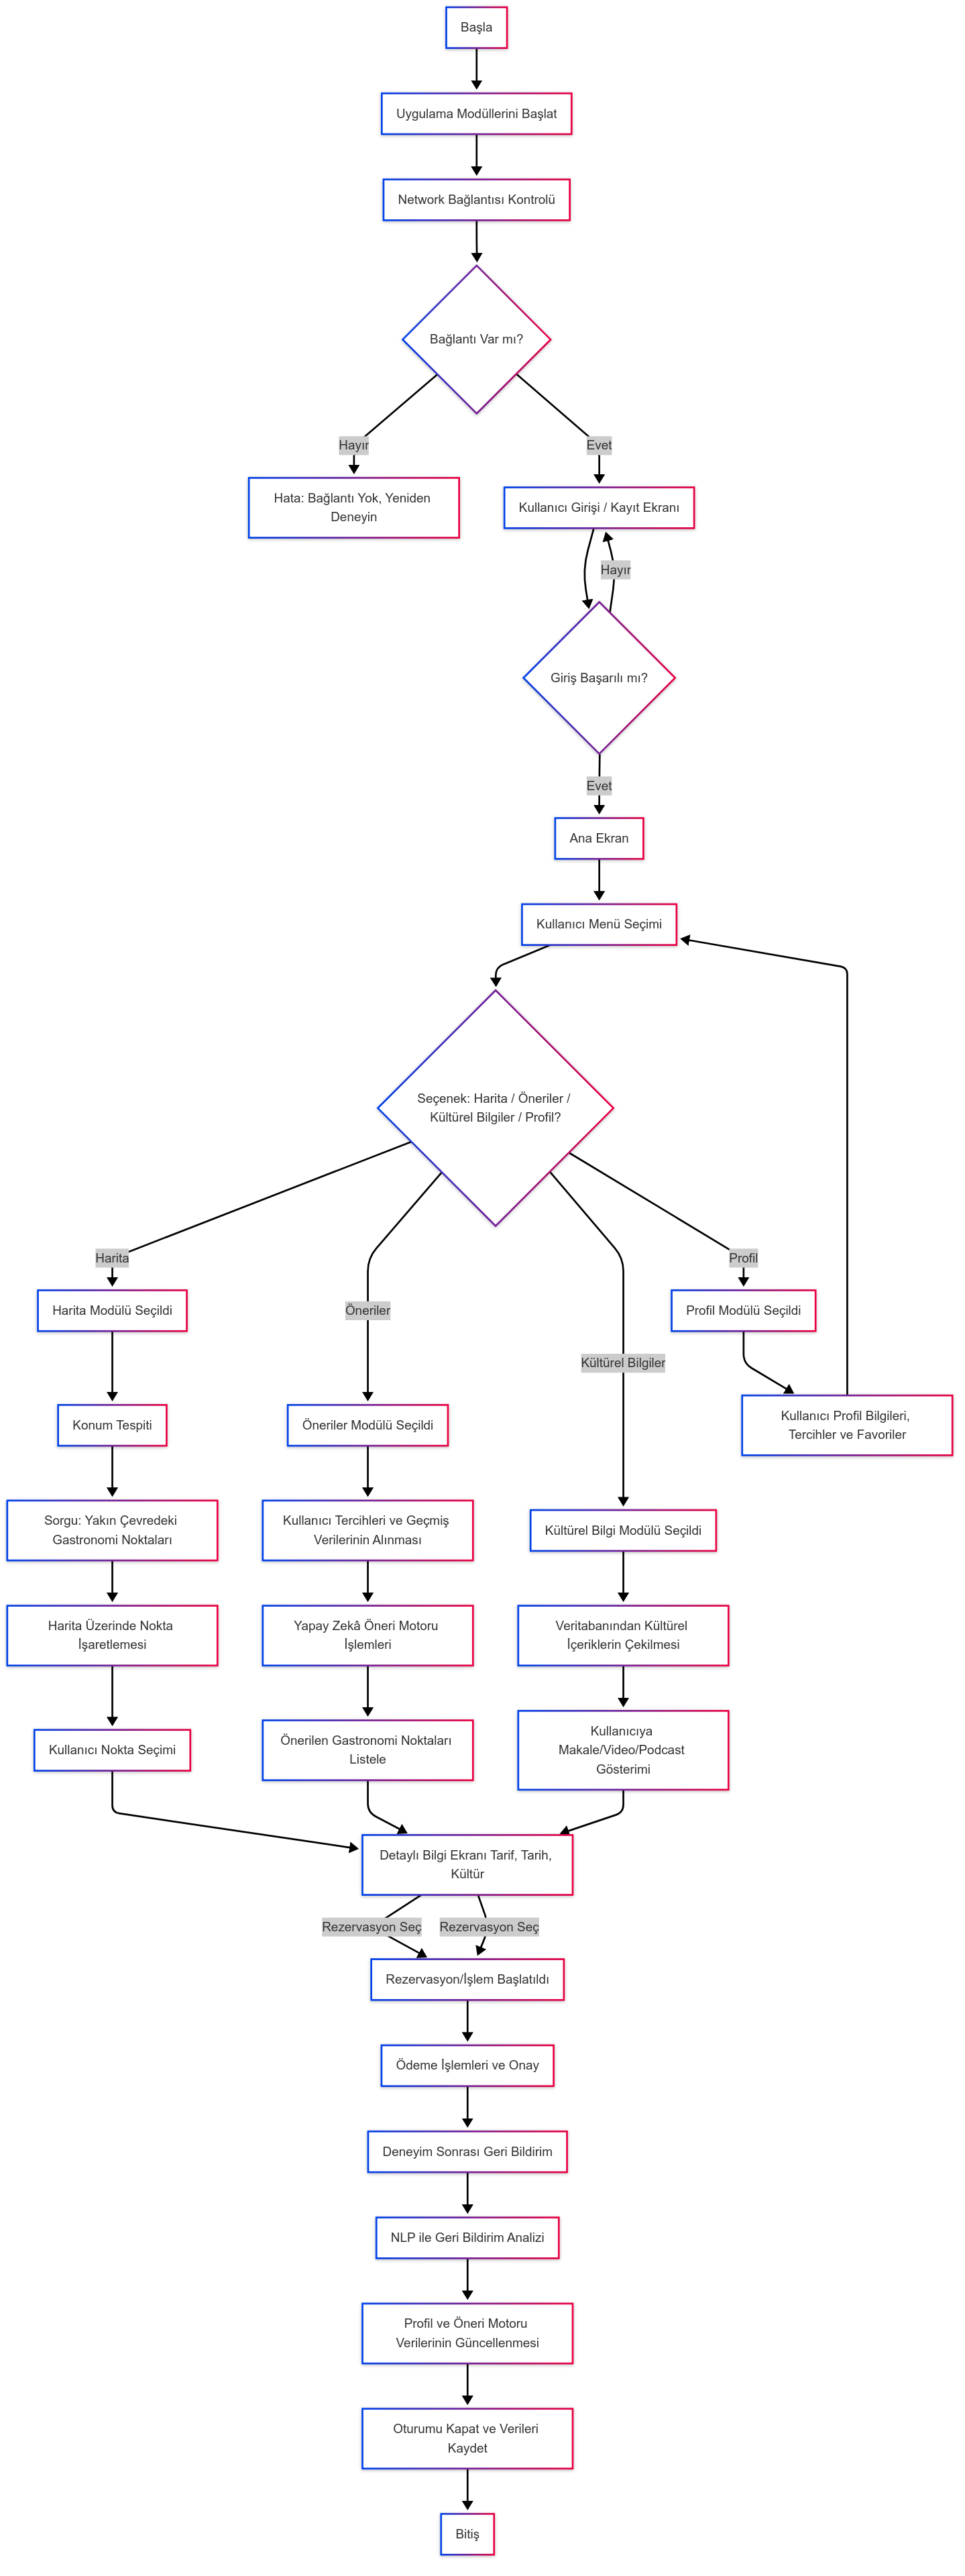 Başla
Uygulama Modüllerini Başlat
Network Bağlantısı Kontrolü
Bağlantı Var mı?
Hayır
Evet
Hata: Bağlantı Yok, Yeniden
Deneyin
Kullanıcı Girişi / Kayıt Ekranı
Hayır
Giriş Başarılı mı?
Evet
Ana Ekran
Kullanıcı Menü Seçimi
Seçenek: Harita / Öneriler /
Kültürel Bilgiler / Profil?
Harita
Öneriler
Kültürel Bilgiler
Profil
Harita Modülü Seçildi
Profil Modülü Seçildi
Konum Tespiti
Öneriler Modülü Seçildi
Kullanıcı Profil Bilgileri,
Tercihler ve Favoriler
Sorgu: Yakın Çevredeki
Gastronomi Noktaları
Kullanıcı Tercihleri ve Geçmiş
Verilerinin Alınması
Kültürel Bilgi Modülü Seçildi
Harita Üzerinde Nokta
İşaretlemesi
Yapay Zekâ Öneri Motoru
İşlemleri
Veritabanından Kültürel
İçeriklerin Çekilmesi
Kullanıcı Nokta Seçimi
Önerilen Gastronomi Noktaları
Listele
Kullanıcıya
Makale/Video/Podcast
Gösterimi
Detaylı Bilgi Ekranı Tarif, Tarih,
Kültür
Rezervasyon Seç
Rezervasyon Seç
Rezervasyon/İşlem Başlatıldı
Ödeme İşlemleri ve Onay
Deneyim Sonrası Geri Bildirim
NLP ile Geri Bildirim Analizi
Profil ve Öneri Motoru
Verilerinin Güncellenmesi
Oturumu Kapat ve Verileri
Kaydet
Bitiş